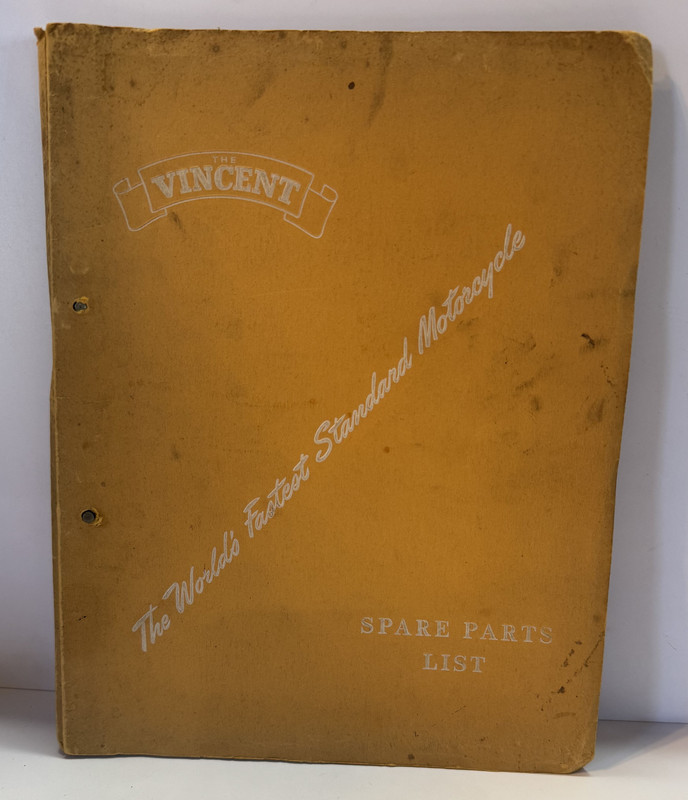 THE
VINCENT
The World's Fastest Standard Motorcycle
SPARE PARTS
LIST